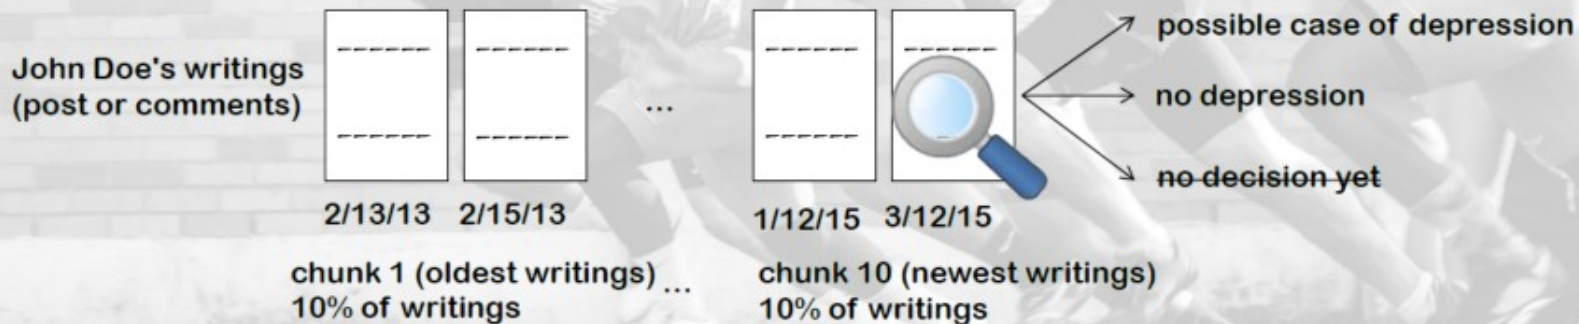 possible case of depression
John Doe's writings
(post or comments)
...
no depression
no decision yet
2/13/13 2/15/13
1/12/15 3/12/15
chunk 1 (oldest writings) ...
10% of writings
chunk 10 (newest writings)
10% of writings